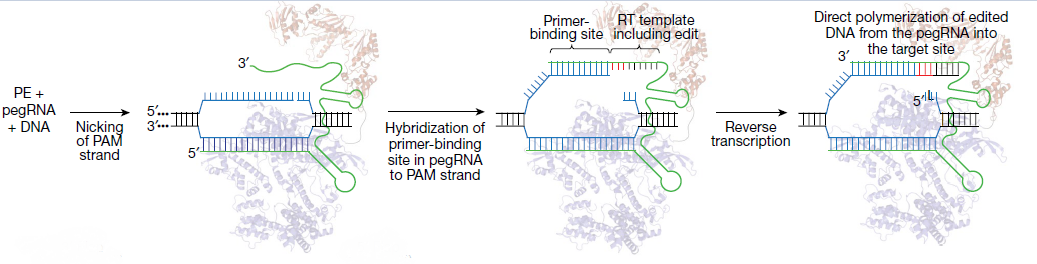 PE +
pegRNA
+ DNA
Nicking
of PAM
strand
3′
5′...
3′...
5′
Hybridization of
primer-binding
site in pegRNA
to PAM strand
Primer-
binding site
RT template
including edit
Reverse
transcription
Direct polymerization of edited
DNA from the pegRNA into
the target site
3′
5′